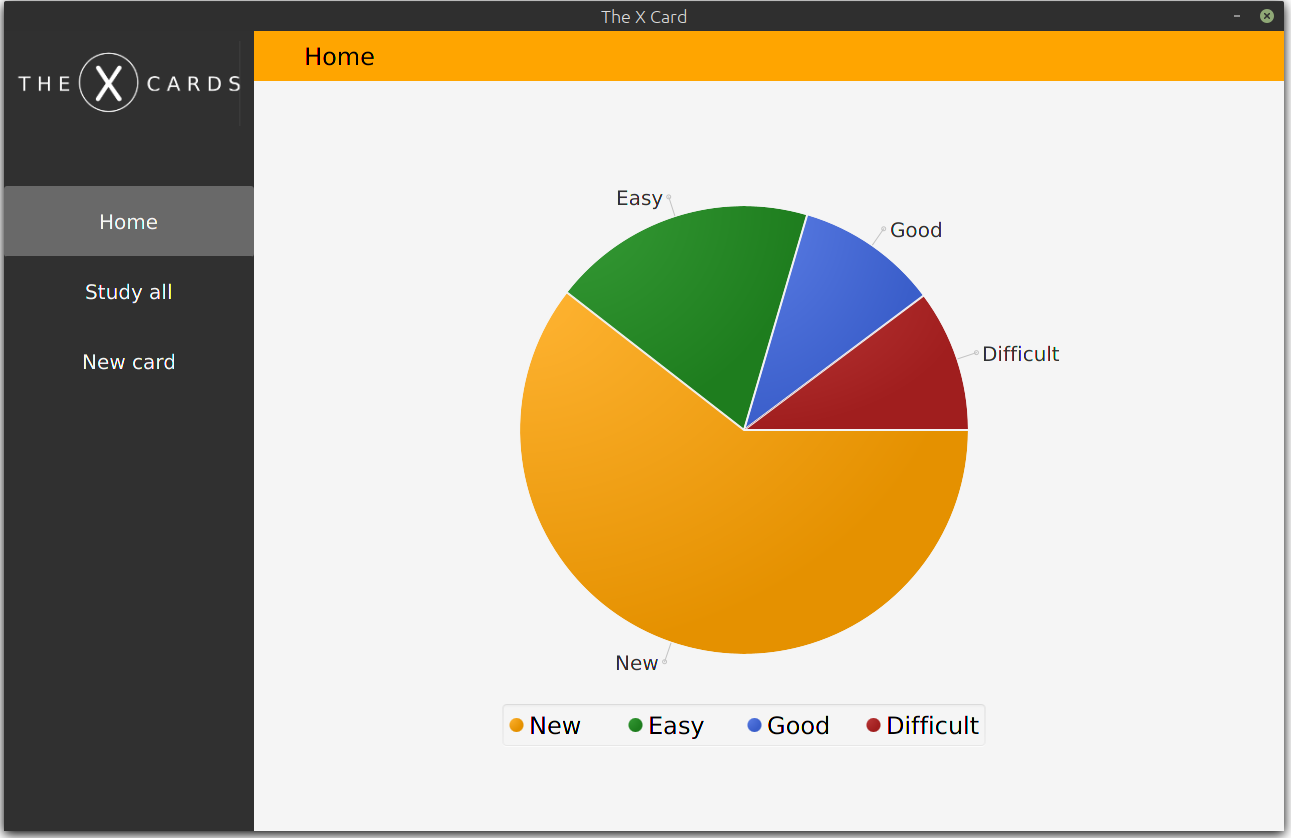 The X Card
THE X CARDS
Home
Home
Study all
New card
Easy
Good
Difficult
New
New Easy Good Difficult